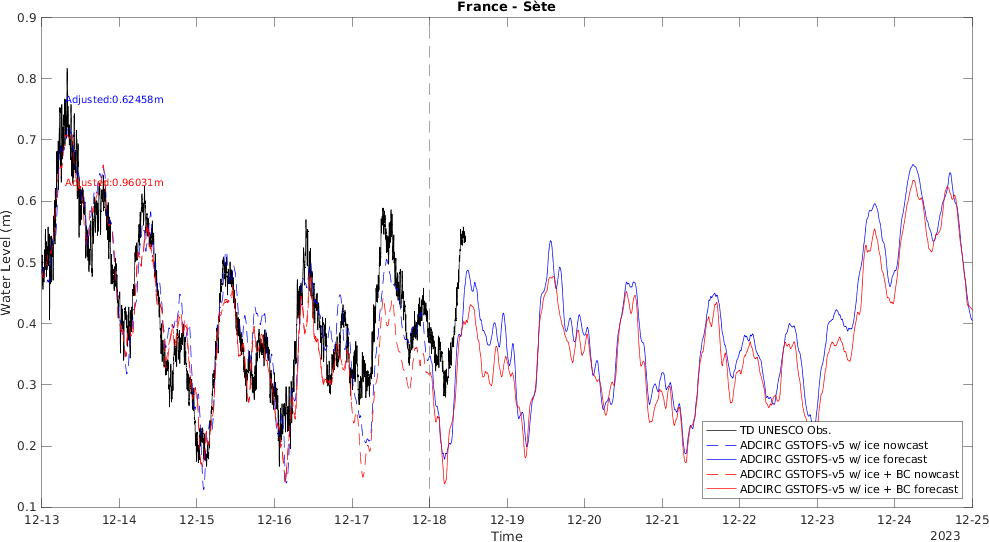 France - Sète
0.9
0.8
0.7
0.6
0.5
0.4
0.3
0.2
0.1
Water Level (m)
Adjusted:0.62458m
Adjusted:0.96031m
TD UNESCO Obs.
ADCIRC GSTOFS-v5 w/ ice nowcast
ADCIRC GSTOFS-v5 w/ ice forecast
ADCIRC GSTOFS-v5 w/ ice + BC nowcast
ADCIRC GSTOFS-v5 w/ ice + BC forecast
12-13 12-14 12-15 12-16 12-17 12-18 12-19 12-20 12-21 12-22 12-23 12-24 12-25
Time
2023